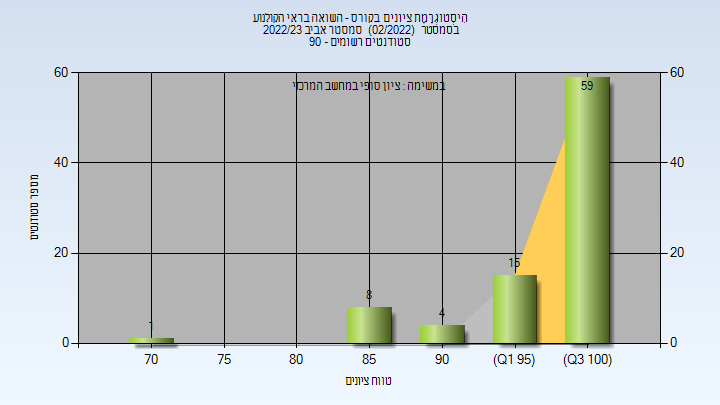 היסטוגרמת ציונים בקורס - השואה בראי הקולנוע
בסמסטר (02/2022) סמסטר אביב 2022/23
סטודנטים רשומים - 90
במשימה : ציון סופי במחשב המרכזי
60 60
40 40
20 20
0 0
מספר סטודנטים
1
8
4
15
59
70 75 80 85 90 (Q1 95) (Q3 100)
טווח ציונים